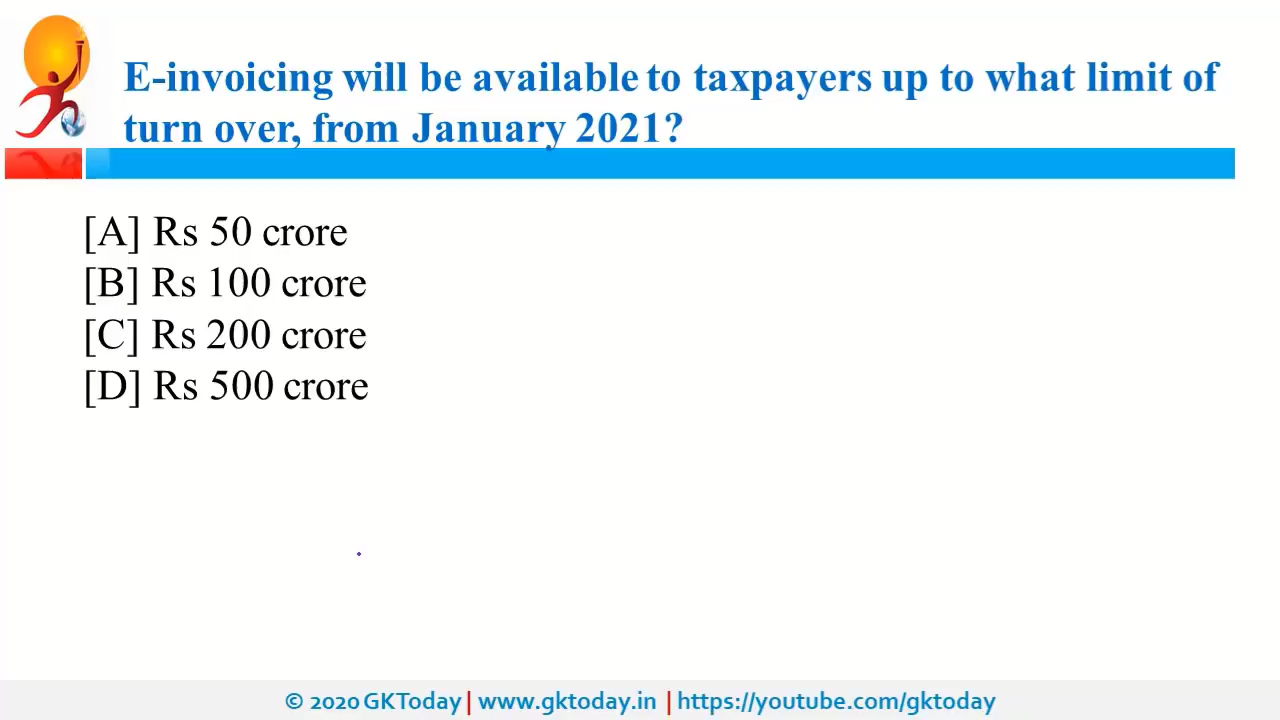 E-invoicing will be available to taxpayers up to what limit of
turn over, from January 2021?
[A] Rs 50 crore
[B] Rs 100 crore
[C] Rs 200 crore
[D] Rs 500 crore
© 2020 GKToday | www.gktoday.in | https://youtube.com/gktoday